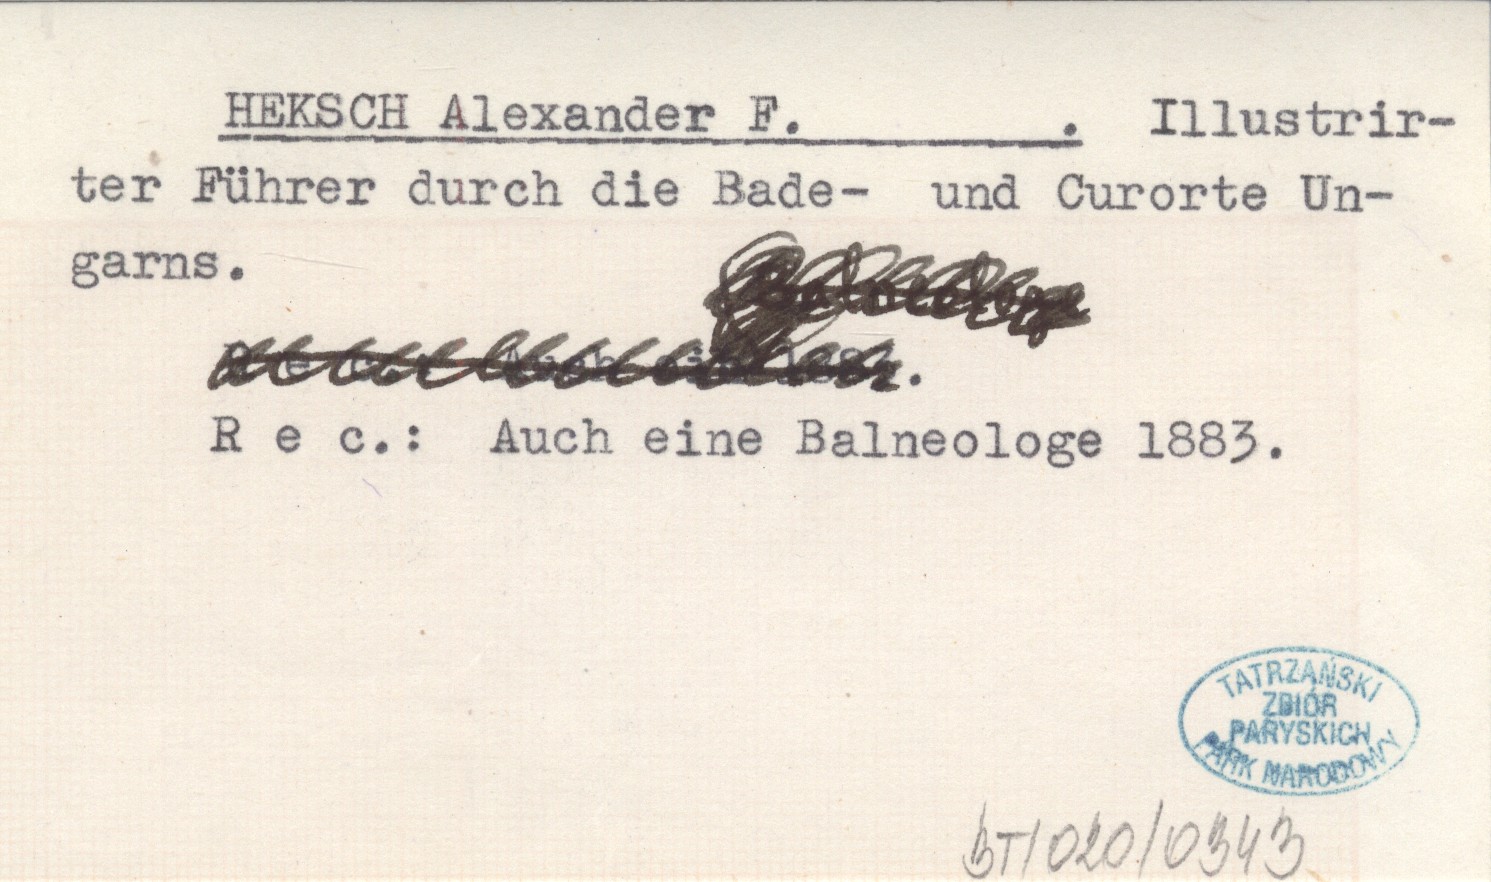 HEKSCH Alexander F. . Illustrir-
ter Führer durch die Bade- und Curorte Un-
garns.
R e c.: Auch eine Balneologe 1883.
TATRZAŃSKI
ZBIÓR
PARYSKICH
PARK NARODOWY
BT/020/0343